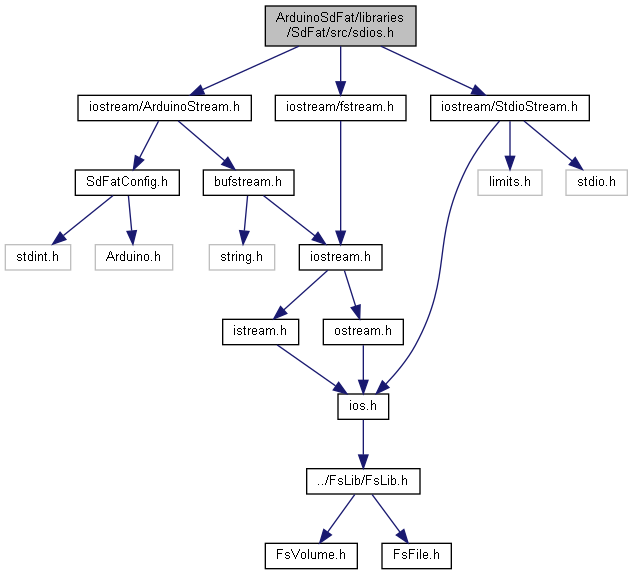 ArduinoSdFat/libraries
/SdFat/src/sdios.h
iostream/ArduinoStream.h
iostream/fstream.h
iostream/StdioStream.h
SdFatConfig.h
bufstream.h
limits.h
stdio.h
stdint.h
Arduino.h
string.h
iostream.h
istream.h
ostream.h
ios.h
../FsLib/FsLib.h
FsVolume.h
FsFile.h